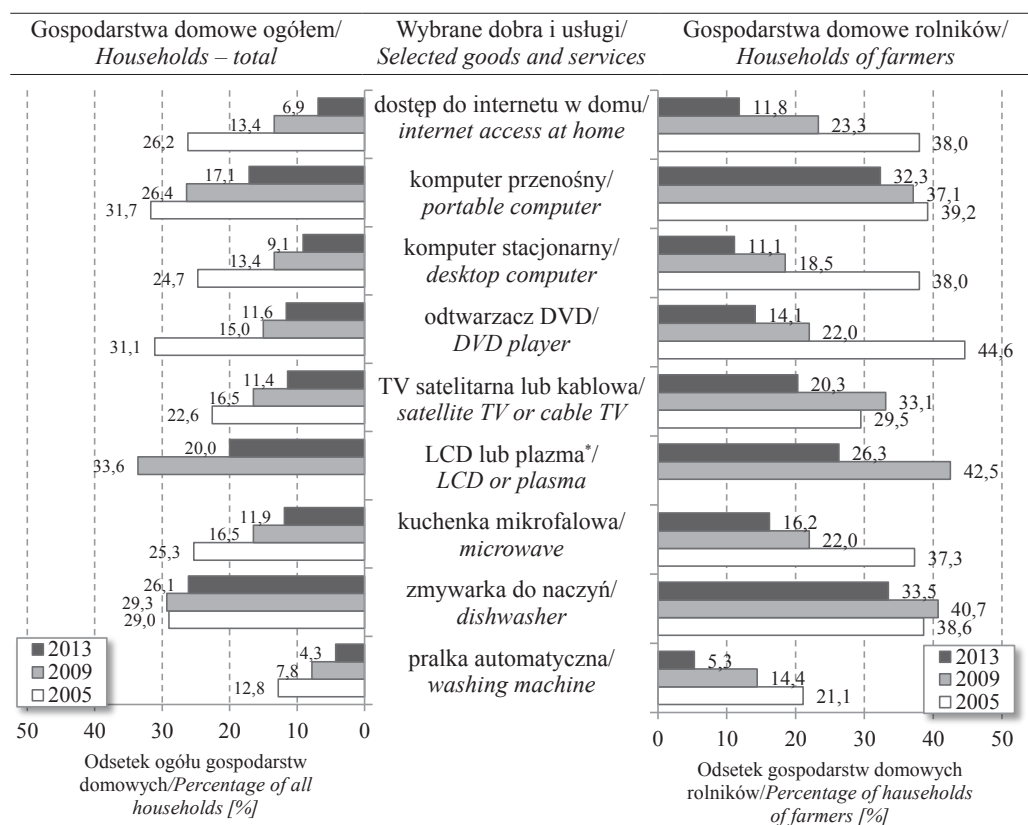 Gospodarstwa domowe ogółem/
Households – total
Wybrane dobra i usługi/
Selected goods and services
Gospodarstwa domowe rolników/
Households of farmers
6,9
13,4
26,2
dostęp do internetu w domu/
internet access at home
11,8
23,3
38,0
17,1
26,4
31,7
komputer przenośny/
portable computer
32,3
37,1
39,2
9,1
13,4
24,7
komputer stacjonarny/
desktop computer
11,1
18,5
38,0
11,6
15,0
31,1
odtwarzacz DVD/
DVD player
14,1
22,0
44,6
11,4
16,5
22,6
TV satelitarna lub kablowa/
satellite TV or cable TV
20,3
33,1
29,5
20,0
33,6
LCD lub plazma*/
LCD or plasma
26,3
42,5
11,9
16,5
25,3
kuchenka mikrofalowa/
microwave
16,2
22,0
37,3
26,1
29,3
29,0
zmywarka do naczyń/
dishwasher
33,5
40,7
38,6
4,3
7,8
12,8
pralka automatyczna/
washing machine
5,3
14,4
21,1
2013
2009
2005
2013
2009
2005
50 40 30 20 10 0
0 10 20 30 40 50
Odsetek ogółu gospodarstw
domowych/Percentage of all
households [%]
Odsetek gospodarstw domowych
rolników/Percentage of hauseholds
of farmers [%]